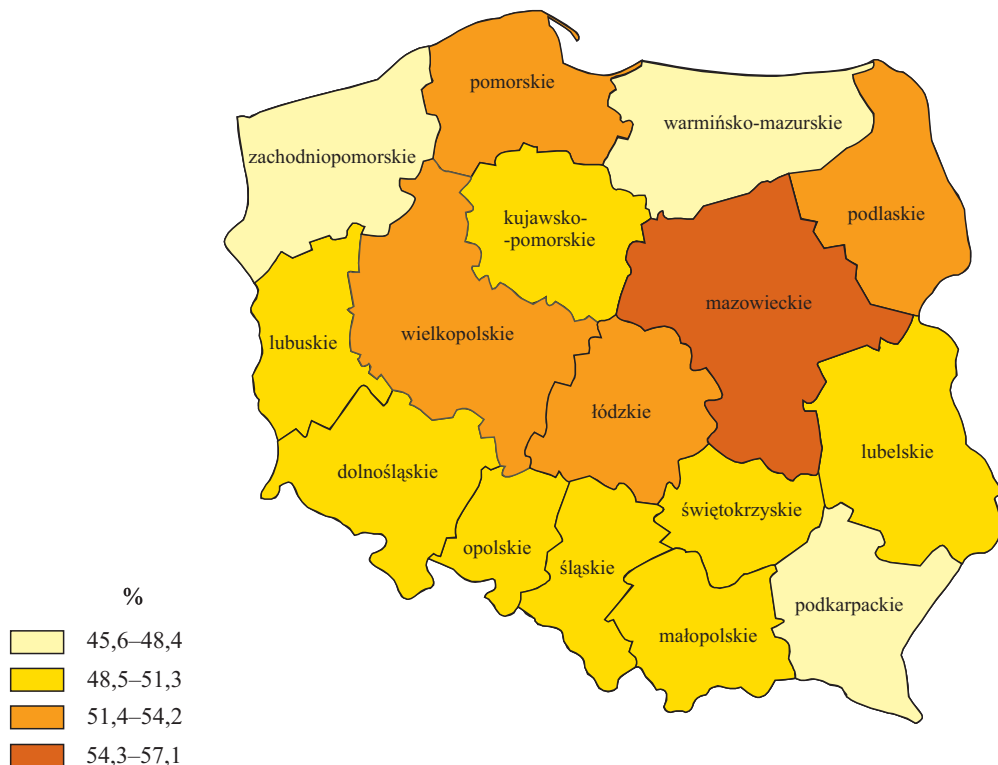 pomorskie
warmińsko-mazurskie
zachodniopomorskie
podlaskie
kujawsko-
-pomorskie
mazowieckie
wielkopolskie
lubuskie
łódzkie
lubelskie
dolnośląskie
świętokrzyskie
opolskie
śląskie
podkarpackie
małopolskie
%
45,6–48,4
48,5–51,3
51,4–54,2
54,3–57,1